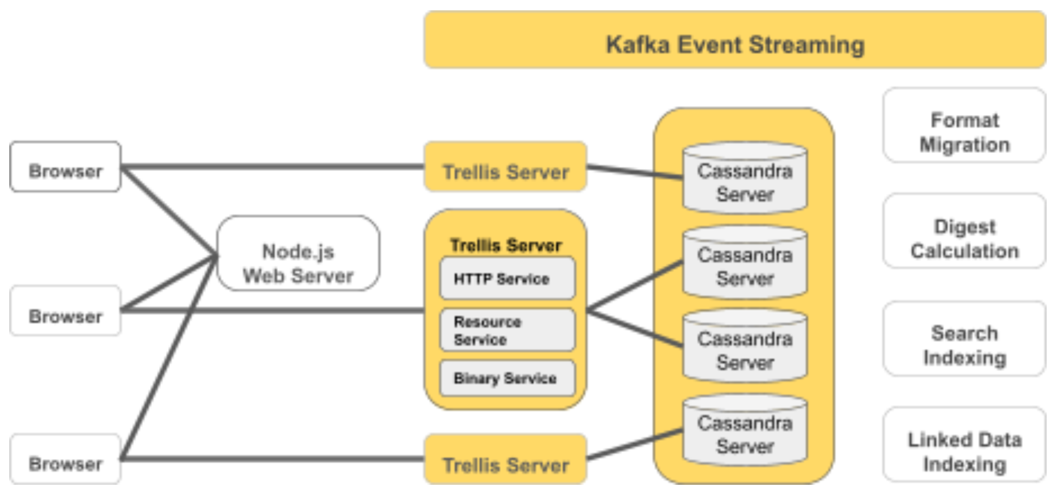 Kafka Event Streaming
Format
Migration
Browser
Trellis Server
Cassandra
Server
Node.js
Web Server
Trellis Server
HTTP Service
Resource
Service
Binary Service
Cassandra
Server
Digest
Calculation
Browser
Cassandra
Server
Search
Indexing
Browser
Trellis Server
Cassandra
Server
Linked Data
Indexing